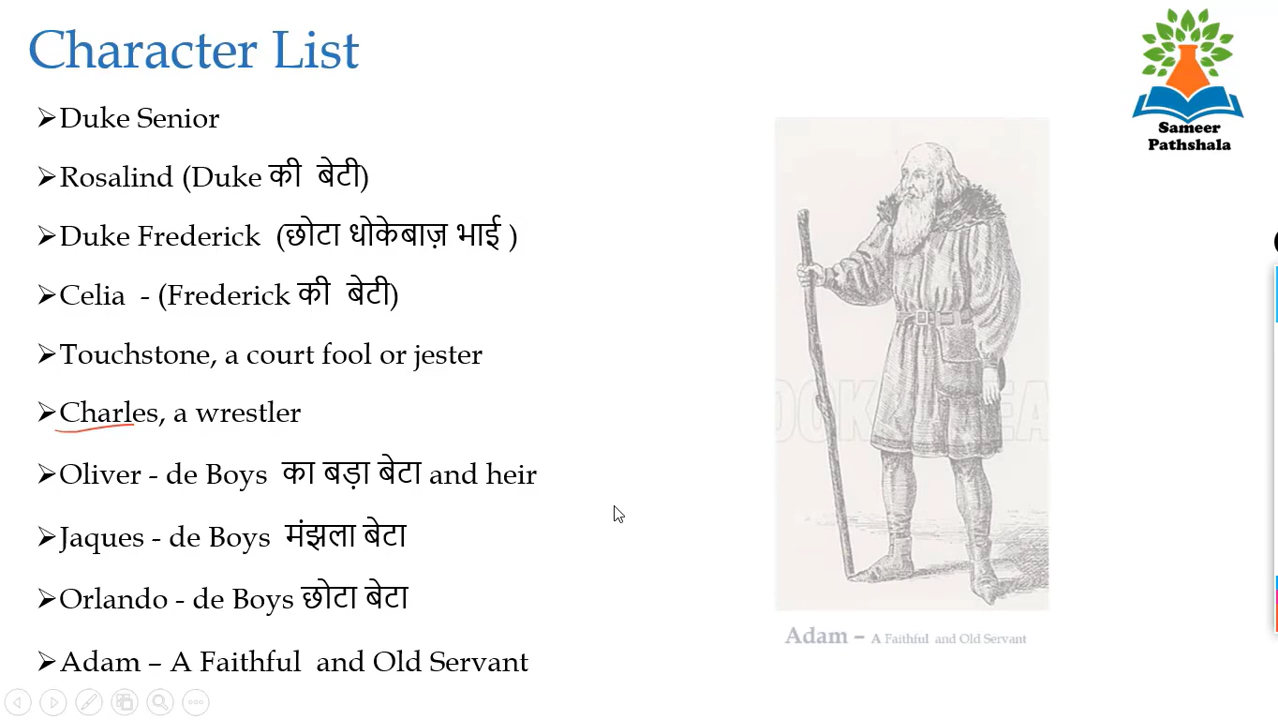 Character List
Sameer
Pathshala
➢Duke Senior
➢Rosalind (Duke की बेटी)
➢Duke Frederick (छोटा धोकेबाज़ भाई )
➢Celia - (Frederick की बेटी)
➢Touchstone, a court fool or jester
➢Charles, a wrestler
➢Oliver - de Boys का बड़ा बेटा and heir
➢Jaques - de Boys मंझला बेटा
➢Orlando - de Boys छोटा बेटा
➢Adam – A Faithful and Old Servant
Adam – A Faithful and Old Servant